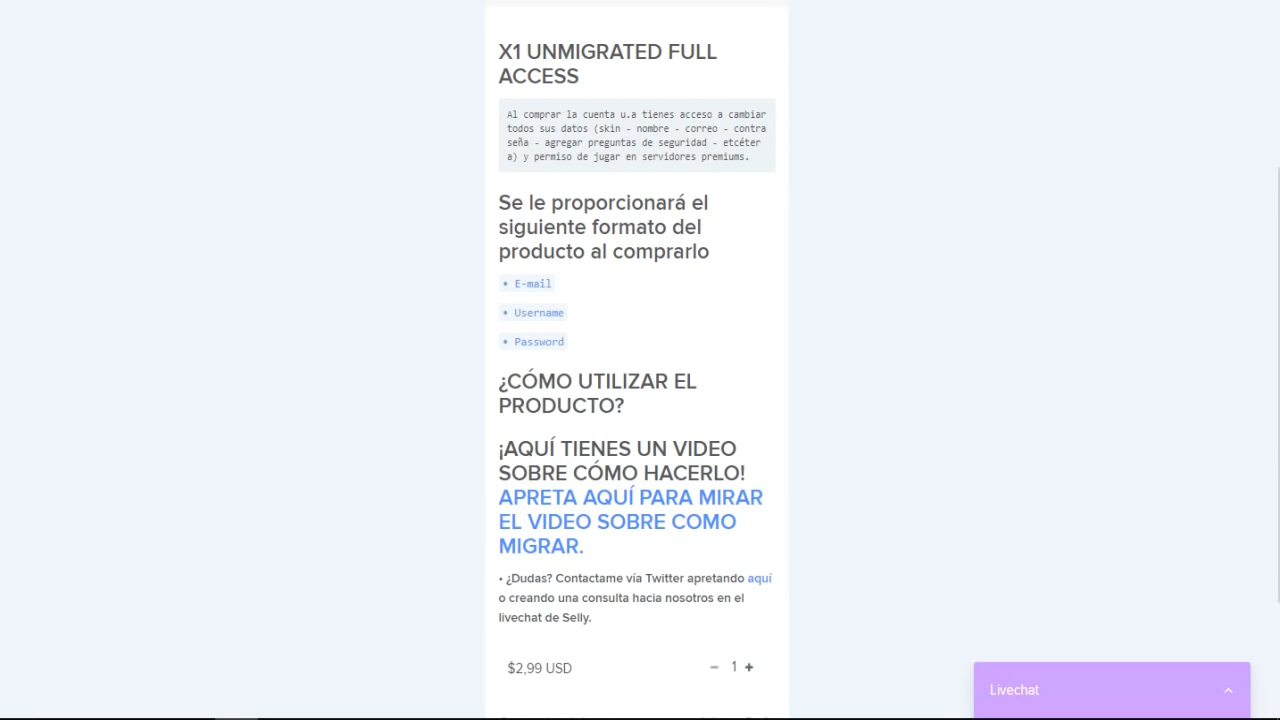 X1 UNMIGRATED FULL
ACCESS
Al comprar la cuenta u.a tienes acceso a cambiar
todos sus datos (skin - nombre - correo - contra
seña - agregar preguntas de seguridad - etcéter
a) y permiso de jugar en servidores premiums.
Se le proporcionará el
siguiente formato del
producto al comprarlo
• E-mail
• Username
• Password
¿CÓMO UTILIZAR EL
PRODUCTO?
¡AQUÍ TIENES UN VIDEO
SOBRE CÓMO HACERLO!
APRETA AQUÍ PARA MIRAR
EL VIDEO SOBRE COMO
MIGRAR.
• ¿Dudas? Contactame vía Twitter apretando aquí
o creando una consulta hacia nosotros en el
livechat de Selly.
$2,99 USD − 1 +
Livechat